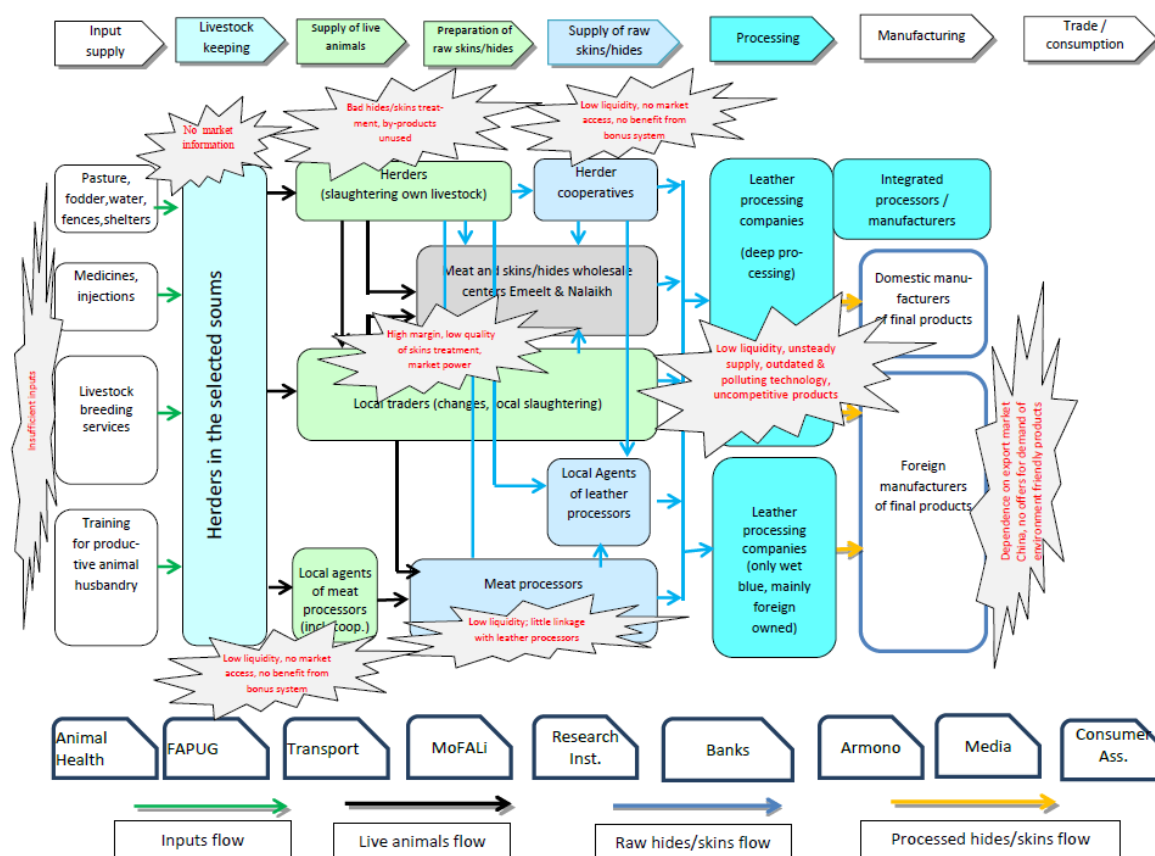 Input
supply
Livestock
keeping
Supply of live
animals
Preparation of
raw skins/hides
Supply of raw
skins/hides
Processing
Manufacturing
Trade /
consumption
No market
information
Bad hides/skins treat-
ment, by-products
unused
Low liquidity, no market
access, no benefit from
bonus system
Pasture,
fodder,water,
fences,shelters
Medicines,
injections
Livestock
breeding
services
Training
for produc-
tive animal
husbandry
Insufficient inputs
Herders in the selected soums
Herders
(slaughtering own livestock)
Herder
cooperatives
Meat and skins/hides wholesale
centers Emeelt & Nalaikh
High margin, low quality
of skins treatment,
market power
Local traders (changes, local slaughtering)
Local Agents
of leather
processors
Local agents
of meat
processors
(incl. coop.)
Meat processors
Low liquidity; little linkage
with leather processors
Low liquidity, no market
access, no benefit from
bonus system
Leather
processing
companies
(deep pro-
cessing)
Low liquidity, unsteady
supply, outdated &
polluting technology,
uncompetitive products
Leather
processing
companies
(only wet
blue, mainly
foreign
owned)
Integrated
processors /
manufacturers
Domestic manu-
facturers
of final products
Foreign
manufacturers
of final products
Dependence on export market
China, no offers for demand of
environment friendly products
Animal
Health
FAPUG
Transport
MoFALi
Research
Inst.
Banks
Armono
Media
Consumer
Ass.
Inputs flow
Live animals flow
Raw hides/skins flow
Processed hides/skins flow